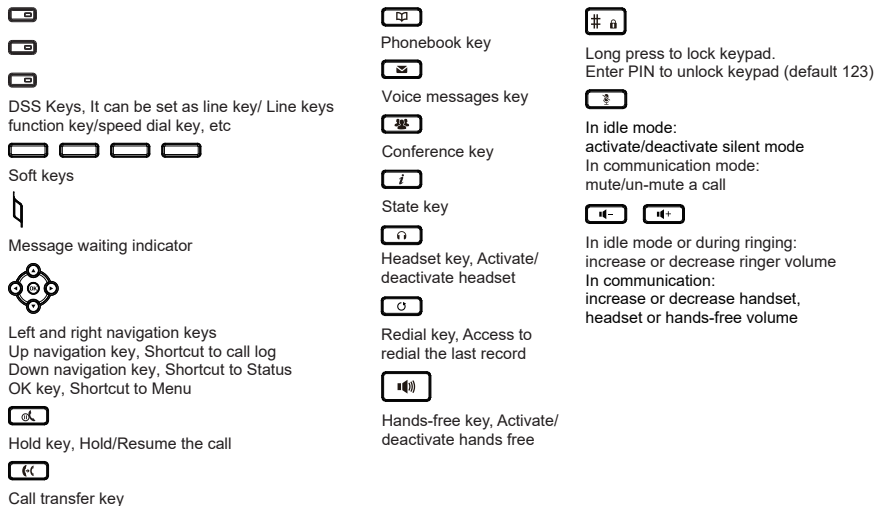 DSS Keys, It can be set as line key/ Line keys
function key/speed dial key, etc
Soft keys
Message waiting indicator
OK
Left and right navigation keys
Up navigation key, Shortcut to call log
Down navigation key, Shortcut to Status
OK key, Shortcut to Menu
Hold key, Hold/Resume the call
Call transfer key
Phonebook key
Voice messages key
Conference key
i
State key
Headset key, Activate/
deactivate headset
Redial key, Access to
redial the last record
Hands-free key, Activate/
deactivate hands free
#
Long press to lock keypad.
Enter PIN to unlock keypad (default 123)
In idle mode:
activate/deactivate silent mode
In communication mode:
mute/un-mute a call
- +
In idle mode or during ringing:
increase or decrease ringer volume
In communication:
increase or decrease handset,
headset or hands-free volume